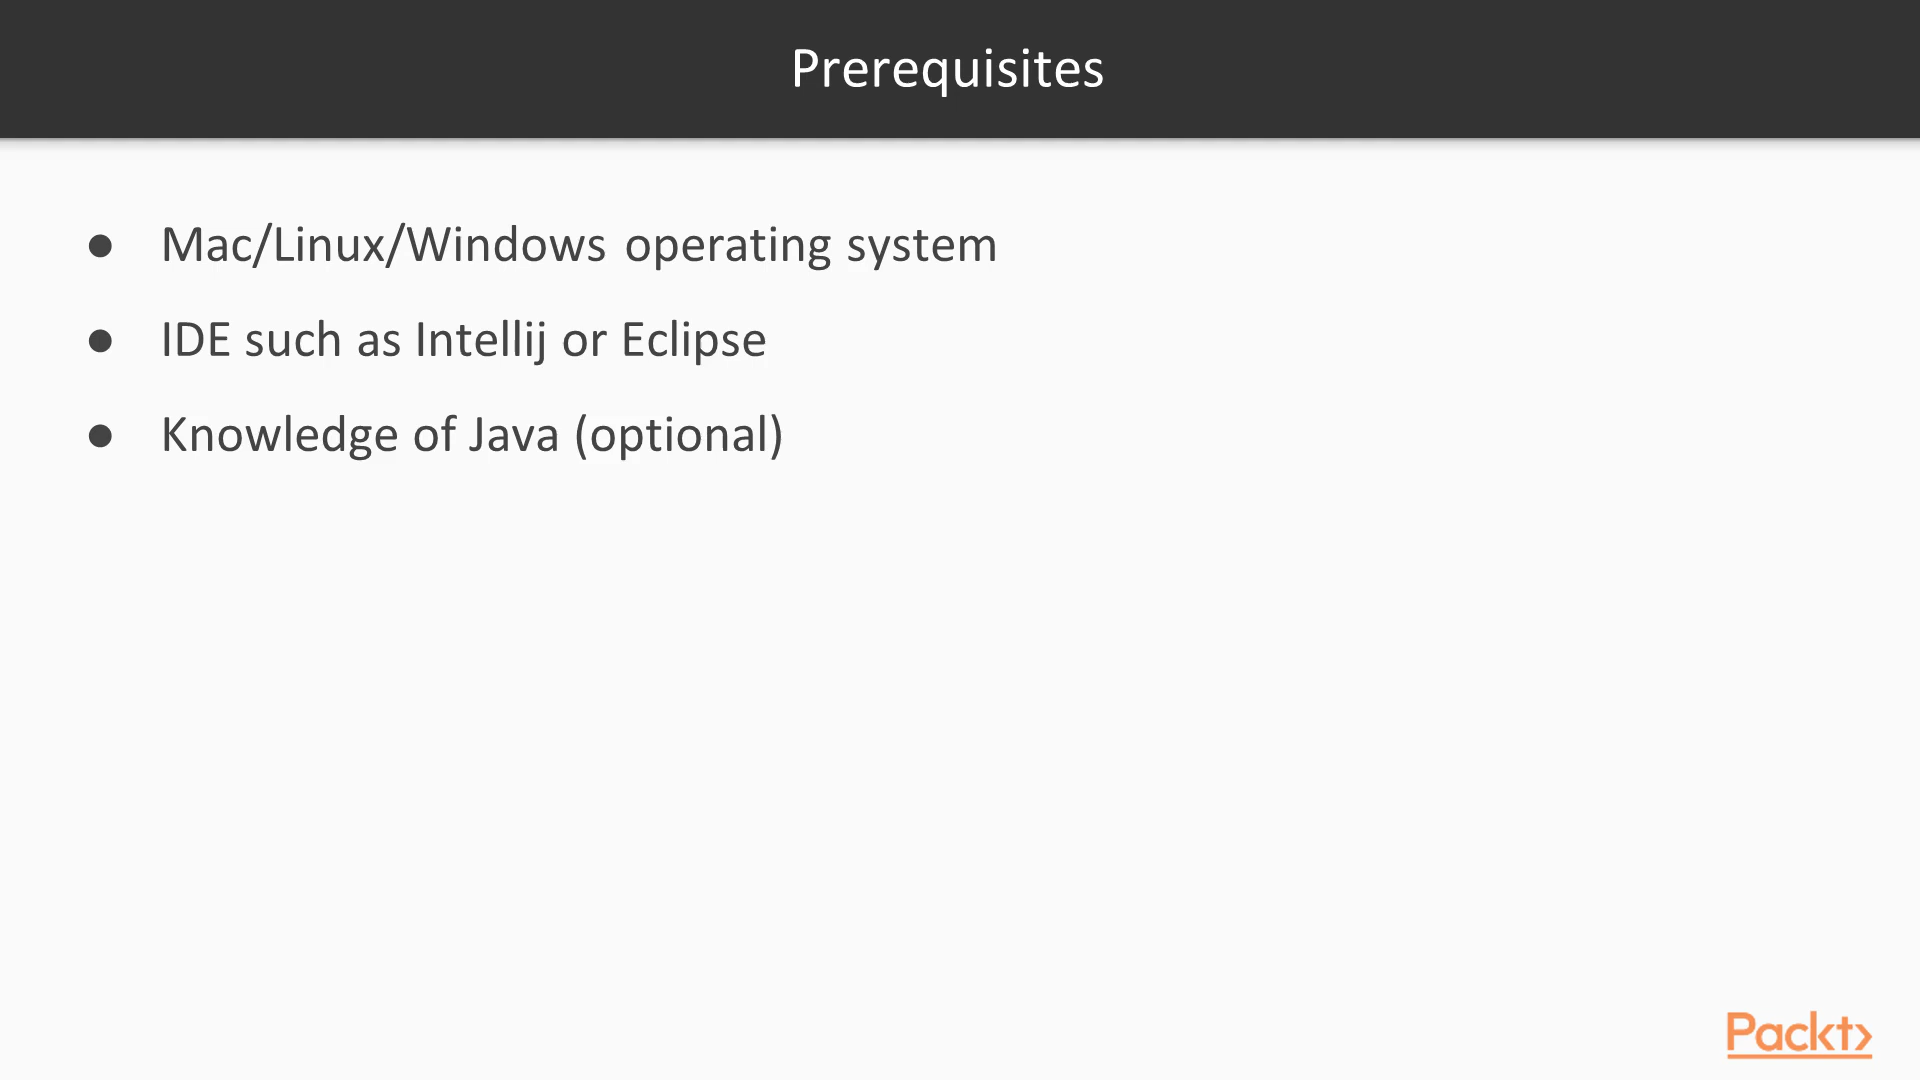 Prerequisites
● Mac/Linux/Windows operating system
● IDE such as Intellij or Eclipse
● Knowledge of Java (optional)
Packt>